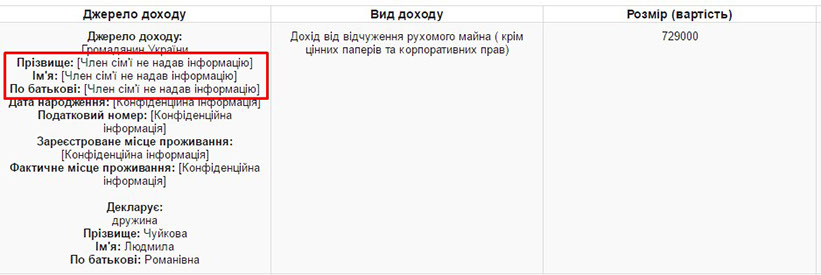 Джерело доходу
Вид доходу
Розмір (вартість)
Джерело доходу:
Громадянин України
Прізвище: [Член сім'ї не надав інформацію]
Ім'я: [Член сім'ї не надав інформацію]
По батькові: [Член сім'ї не надав інформацію]
Дата народження: [Конфіденційна інформація]
Податковий номер: [Конфіденційна
інформація]
Зареєстроване місце проживання:
[Конфіденційна інформація]
Фактичне місце проживання: [Конфіденційна
інформація]
Декларує:
дружина
Прізвище: Чуйкова
Ім'я: Людмила
По батькові: Романівна
Дохід від відчуження рухомого майна ( крім
цінних паперів та корпоративних прав)
729000